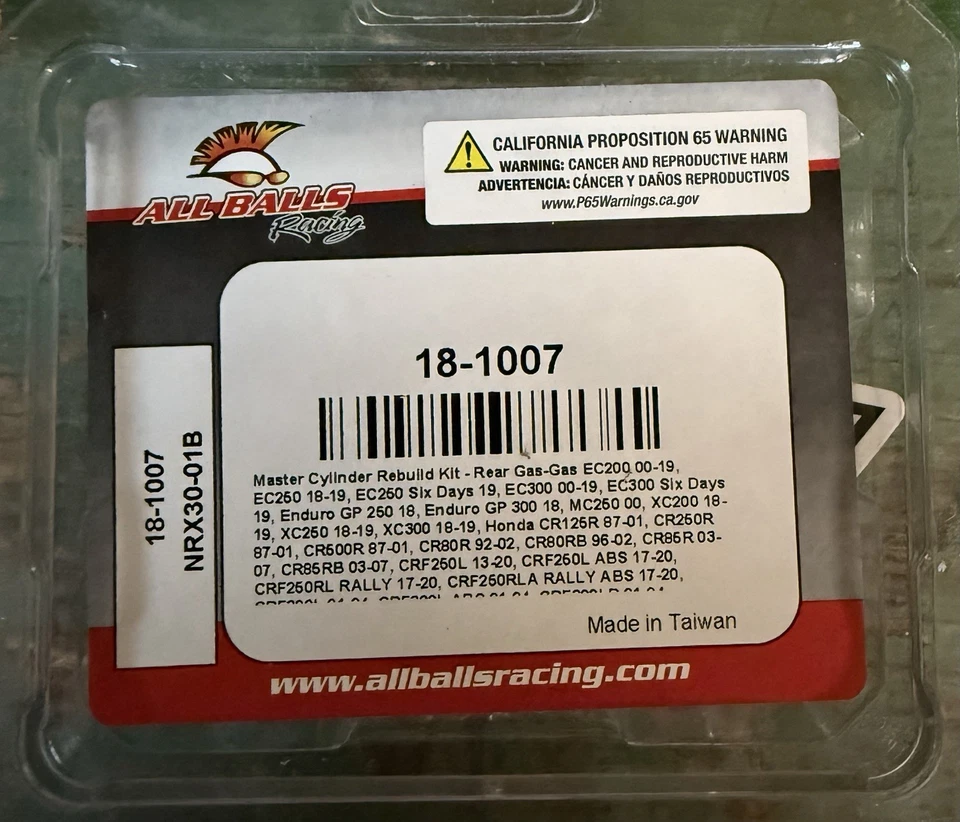 ALL BALLS
Racing
CALIFORNIA PROPOSITION 65 WARNING
WARNING: CANCER AND REPRODUCTIVE HARM
ADVERTENCIA: CÁNCER Y DAÑOS REPRODUCTIVOS
www.P65Warnings.ca.gov
18-1007
Master Cylinder Rebuild Kit - Rear Gas-Gas EC200 00-19,
EC250 18-19, EC250 Six Days 19, EC300 00-19, EC300 Six Days
19, Enduro GP 250 18, Enduro GP 300 18, MC250 00, XC200 18-
19, XC250 18-19, XC300 18-19, Honda CR125R 87-01, CR250R
87-01, CR500R 87-01, CR80R 92-02, CR80RB 96-02, CR85R 03-
07, CR85RB 03-07, CRF250L 13-20, CRF250L ABS 17-20,
CRF250RL RALLY 17-20, CRF250RLA RALLY ABS 17-20,
Made in Taiwan
18-1007
NRX30-01B
www.allballsracing.com